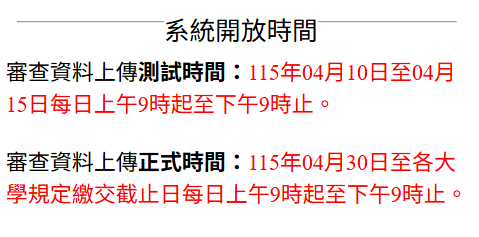 系統開放時間
審查資料上傳測試時間：115年04月10日至04月
15日每日上午9時起至下午9時止。
審查資料上傳正式時間：115年04月30日至各大
學規定繳交截止日每日上午9時起至下午9時止。